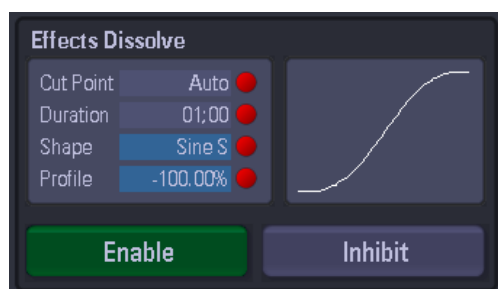 Effects Dissolve
Cut Point Auto
Duration 01;00
Shape Sine S
Profile -100.00%
Enable Inhibit